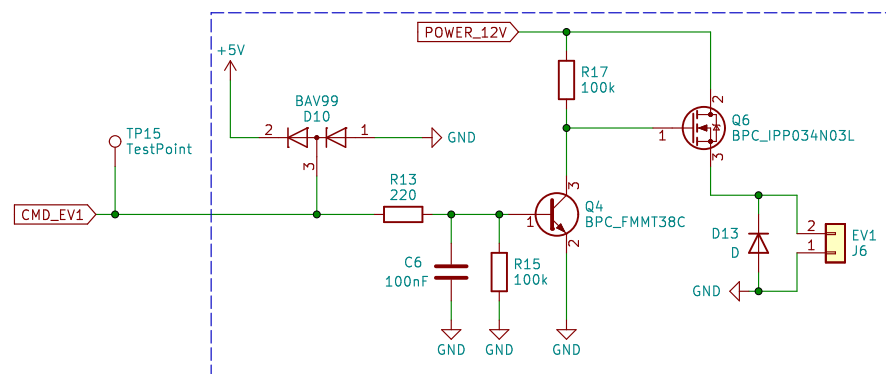 POWER_12V
+5V
R17
100k
2
BAV99
D10
TP15
TestPoint
2
1
GND
Q6
BPC_IPP034N03L
1
3
3
R13
220
3
Q4
BPC_FMMT38C
CMD_EV1
1
2
D13
D
2
1
EV1
J6
C6
100nF
R15
100k
GND
GND
GND
GND